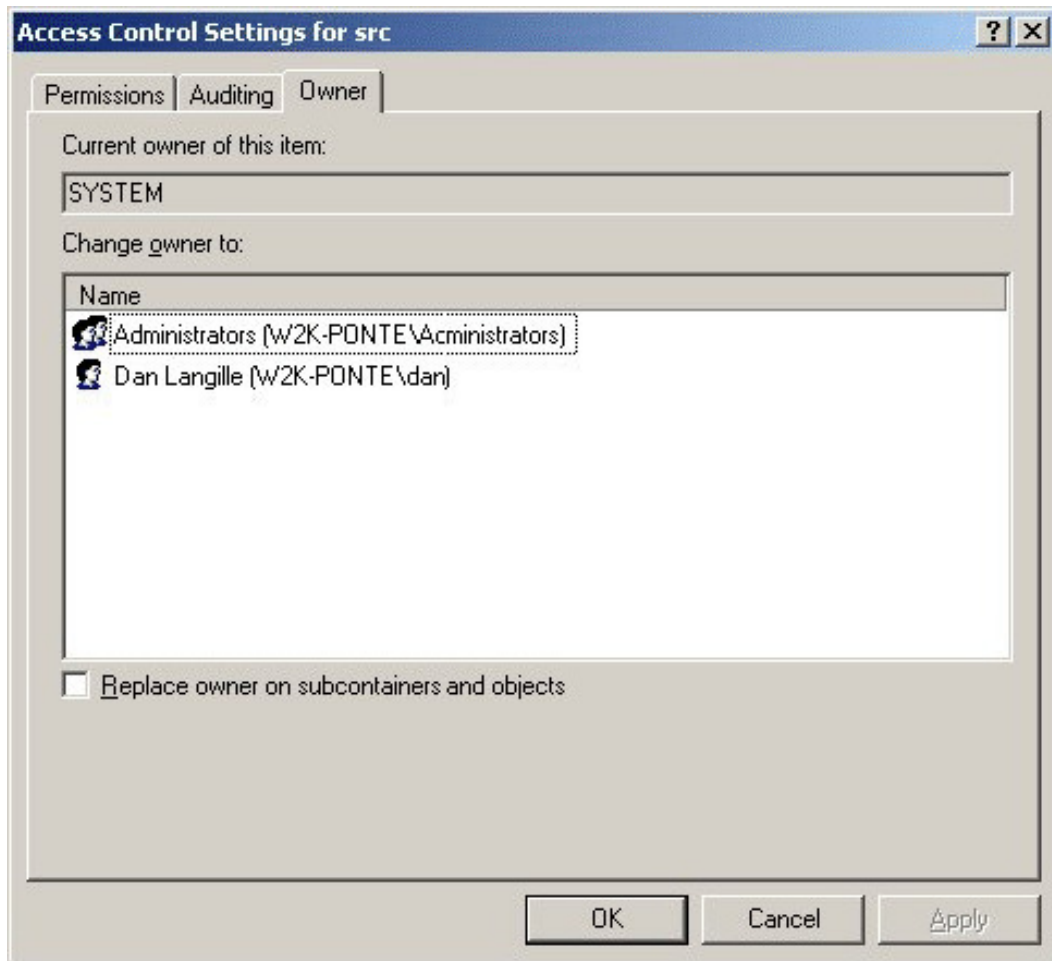 Access Control Settings for src
Permissions
Auditing
Owner
Current owner of this item:
SYSTEM
Change owner to:
Name
Administrators (W2K-PONTE\Acministrators)
Dan Langille (W2K-PONTE\dan)
Replace owner on subcontainers and objects
OK
Cancel
Apply